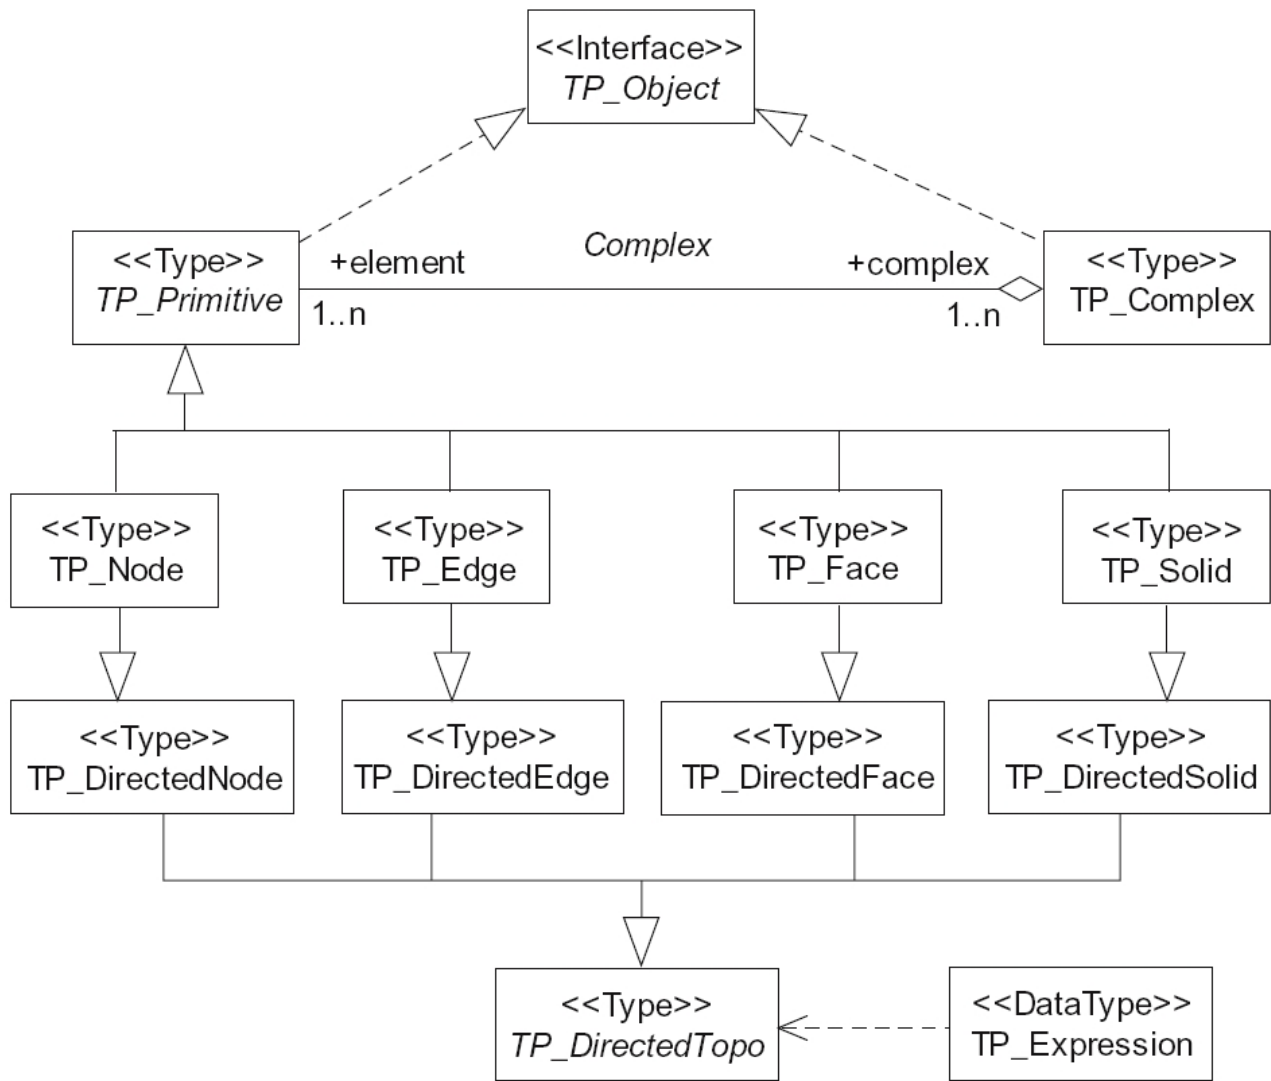 <<Interface>>
TP_Object
<<Type>>
TP_Primitive
+element
1..n
Complex
+complex
1..n
<<Type>>
TP_Complex
<<Type>>
TP_Node
<<Type>>
TP_Edge
<<Type>>
TP_Face
<<Type>>
TP_Solid
<<Type>>
TP_DirectedNode
<<Type>>
TP_DirectedEdge
<<Type>>
TP_DirectedFace
<<Type>>
TP_DirectedSolid
<<Type>>
TP_DirectedTopo
<<DataType>>
TP_Expression